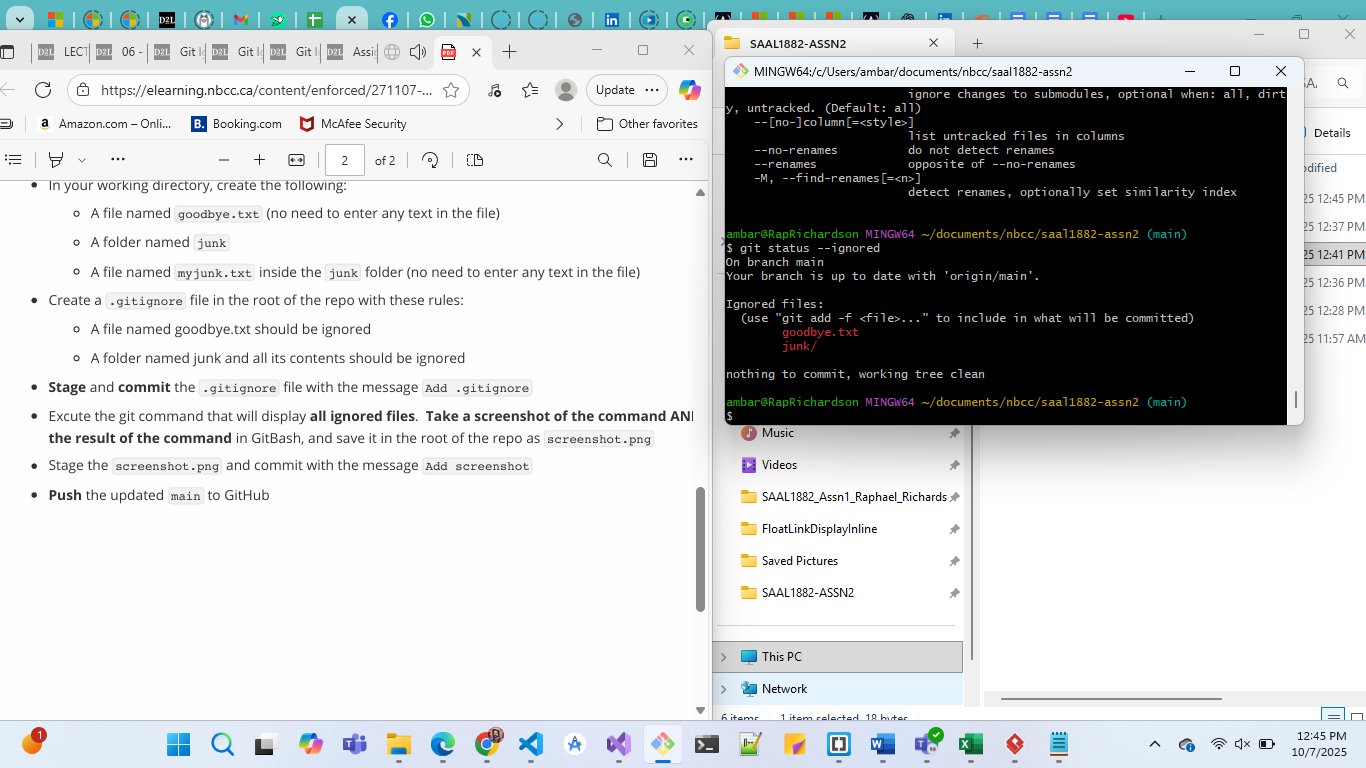 LECT
06 -
Git Ig
Git Ig
Git Ig
Assig
https://elearning.nbcc.ca/content/enforced/271107-...
Update
Amazon.com – Onli...
Booking.com
McAfee Security
Other favorites
2
of 2
In your working directory, create the following:
A file named goodbye.txt (no need to enter any text in the file)
A folder named junk
A file named myjunk.txt inside the junk folder (no need to enter any text in the file)
Create a .gitignore file in the root of the repo with these rules:
A file named goodbye.txt should be ignored
A folder named junk and all its contents should be ignored
Stage and commit the .gitignore file with the message Add .gitignore
Excute the git command that will display all ignored files. Take a screenshot of the command AN
the result of the command in GitBash, and save it in the root of the repo as screenshot.png
Stage the screenshot.png and commit with the message Add screenshot
Push the updated main to GitHub
SAAL1882-ASSN2
MINGW64:/c/Users/ambar/documents/nbcc/saal1882-assn2
ignore changes to submodules, optional when: all, dirt
y, untracked. (Default: all)
--[no-]column[=<style>]
list untracked files in columns
--no-renames do not detect renames
--renames opposite of --no-renames
-M, --find-renames[=<n>]
detect renames, optionally set similarity index
ambar@RapRichardson MINGW64 ~/documents/nbcc/saal1882-assn2 (main)
$ git status --ignored
On branch main
Your branch is up to date with 'origin/main'.
Ignored files:
(use "git add -f <file>..." to include in what will be committed)
goodbye.txt
junk/
nothing to commit, working tree clean
ambar@RapRichardson MINGW64 ~/documents/nbcc/saal1882-assn2 (main)
$
SA,
Details
odified
25 12:45 PM
25 12:37 PM
25 12:41 PM
25 12:36 PM
25 12:28 PM
25 11:57 AM
Music
Videos
SAAL1882_Assn1_Raphael_Richards
FloatLinkDisplayInline
Saved Pictures
SAAL1882-ASSN2
This PC
Network
6 items
1 item selected 18 bytes
1
12:45 PM
10/7/2025